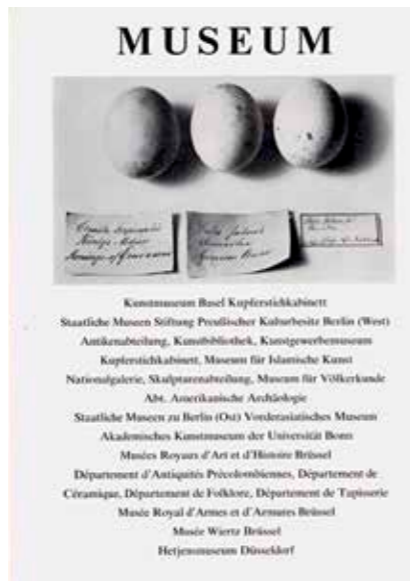 MUSEUM
Kunstmuseum Basel Kupferstichkabinett
Staatliche Museen Stiftung Preußischer Kulturbesitz Berlin (West)
Antikenabteilung, Kunstbibliothek, Kunstgewerbemuseum
Kupferstichkabinett, Museum für Islamische Kunst
Nationalgalerie, Skulpturenabteilung, Museum für Völkerkunde
Abt. Amerikanische Archäologie
Staatliche Museen zu Berlin (Ost) Vorderasiatisches Museum
Akademisches Kunstmuseum der Universität Bonn
Musées Royaux d'Art et d'Histoire Brüssel
Département d'Antiquités Précolombiennes, Département de
Céramique, Département de Folklore, Département de Tapisserie
Musée Royal d'Armes et d'Armures Brüssel
Musée Wiertz Brüssel
Hetjensmuseum Düsseldorf